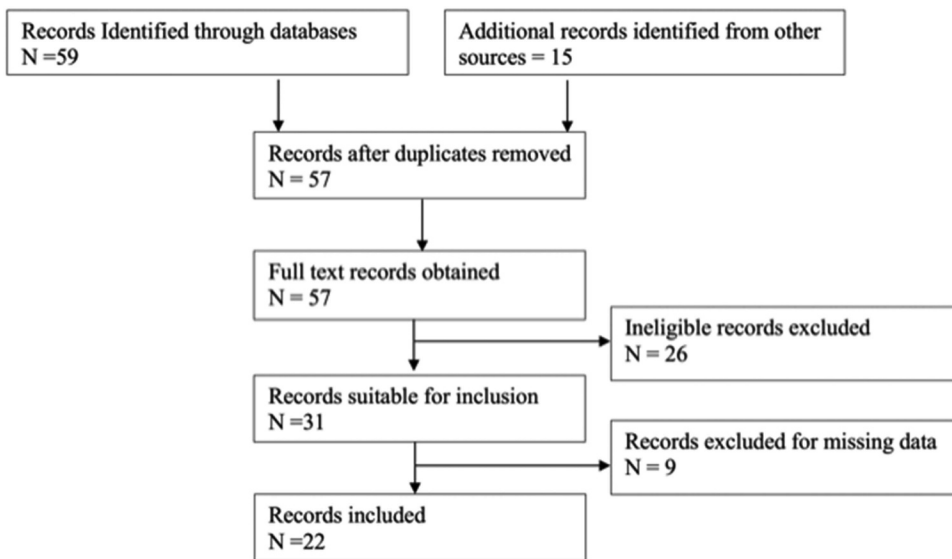 Records Identified through databases
N =59
Additional records identified from other
sources = 15
Records after duplicates removed
N = 57
Full text records obtained
N = 57
Ineligible records excluded
N = 26
Records suitable for inclusion
N =31
Records excluded for missing data
N = 9
Records included
N =22